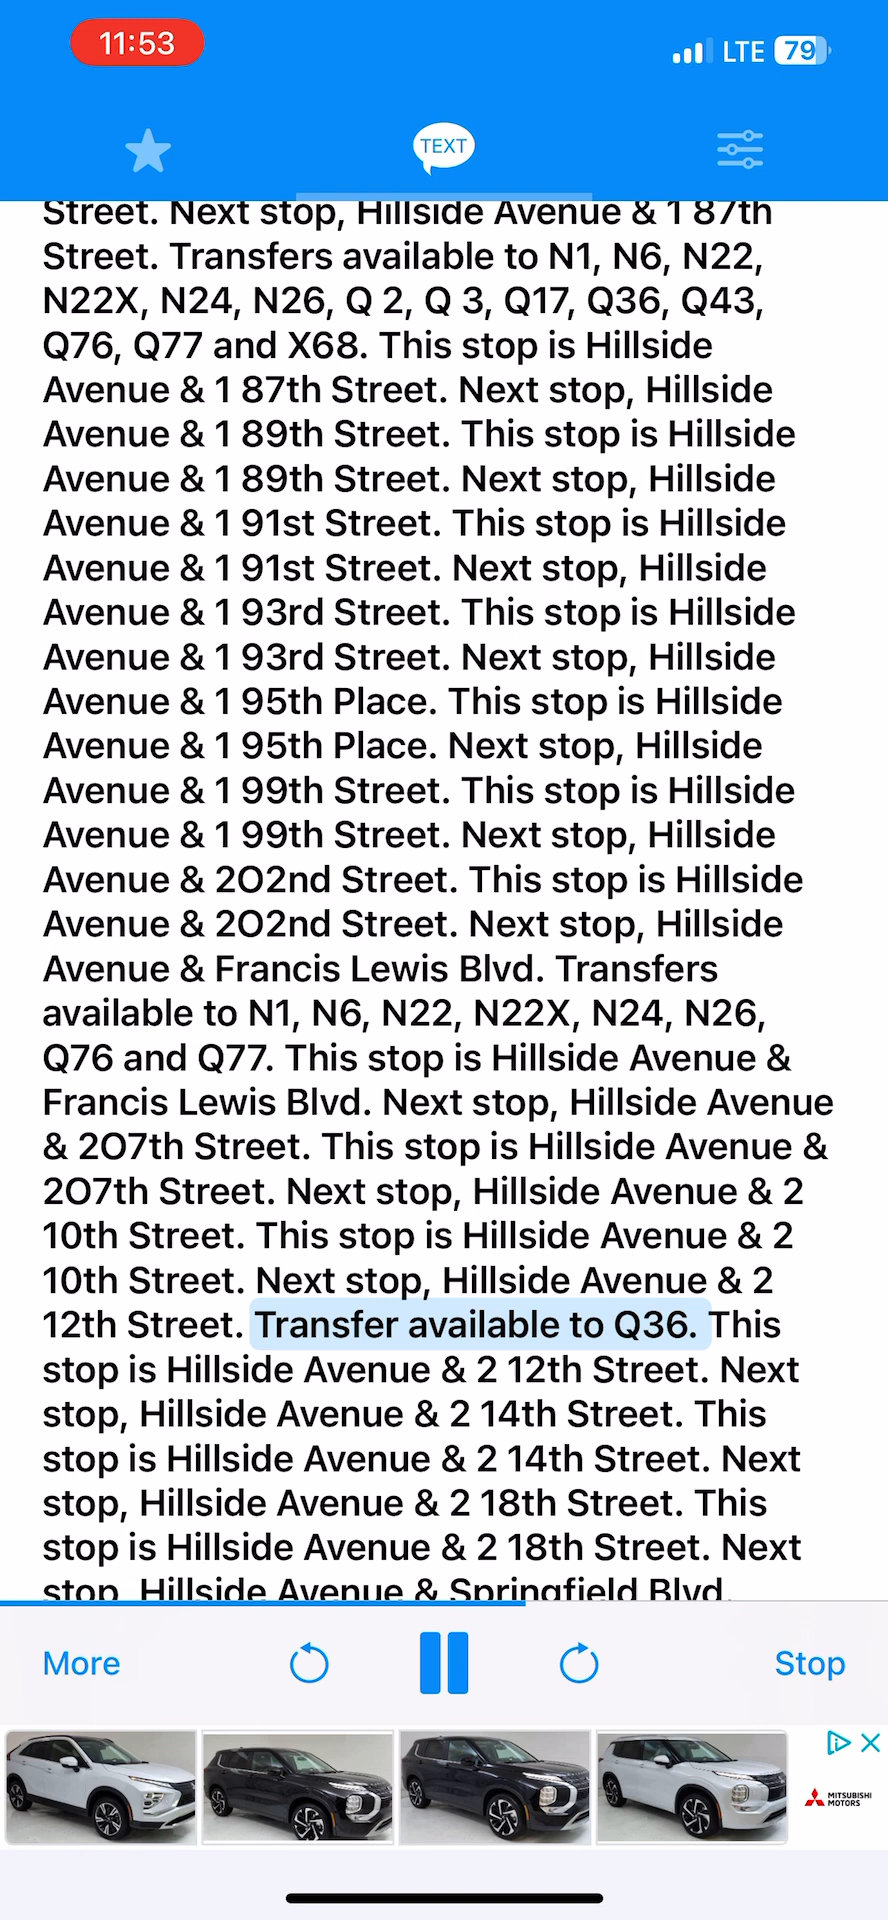 11:53
LTE 79
TEXT
Street. Next stop, Hillside Avenue & 1 87th
Street. Transfers available to N1, N6, N22,
N22X, N24, N26, Q 2, Q 3, Q17, Q36, Q43,
Q76, Q77 and X68. This stop is Hillside
Avenue & 1 87th Street. Next stop, Hillside
Avenue & 1 89th Street. This stop is Hillside
Avenue & 1 89th Street. Next stop, Hillside
Avenue & 1 91st Street. This stop is Hillside
Avenue & 1 91st Street. Next stop, Hillside
Avenue & 1 93rd Street. This stop is Hillside
Avenue & 1 93rd Street. Next stop, Hillside
Avenue & 1 95th Place. This stop is Hillside
Avenue & 1 95th Place. Next stop, Hillside
Avenue & 1 99th Street. This stop is Hillside
Avenue & 1 99th Street. Next stop, Hillside
Avenue & 2O2nd Street. This stop is Hillside
Avenue & 2O2nd Street. Next stop, Hillside
Avenue & Francis Lewis Blvd. Transfers
available to N1, N6, N22, N22X, N24, N26,
Q76 and Q77. This stop is Hillside Avenue &
Francis Lewis Blvd. Next stop, Hillside Avenue
& 2O7th Street. This stop is Hillside Avenue &
2O7th Street. Next stop, Hillside Avenue & 2
10th Street. This stop is Hillside Avenue & 2
10th Street. Next stop, Hillside Avenue & 2
12th Street. Transfer available to Q36. This
stop is Hillside Avenue & 2 12th Street. Next
stop, Hillside Avenue & 2 14th Street. This
stop is Hillside Avenue & 2 14th Street. Next
stop, Hillside Avenue & 2 18th Street. This
stop is Hillside Avenue & 2 18th Street. Next
stop, Hillside Avenue & Springfield Blvd.
More
Stop
MITSUBISHI
MOTORS